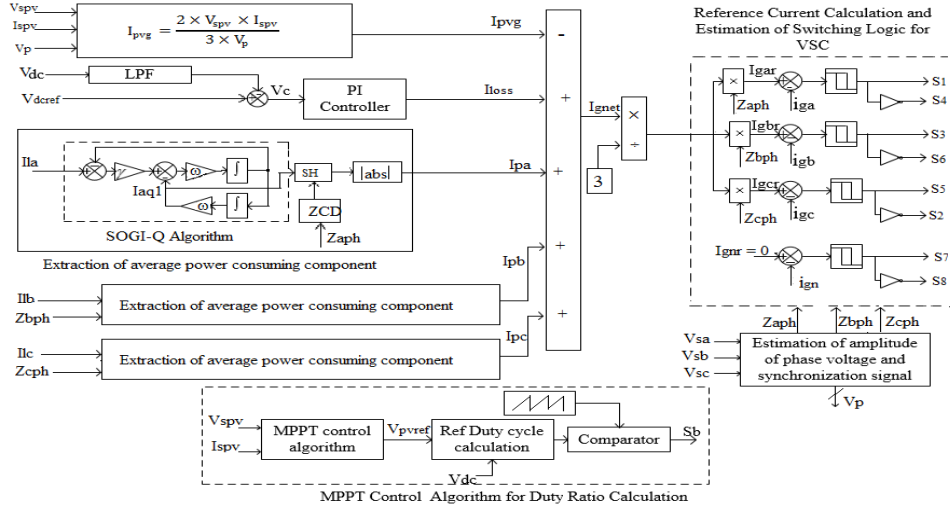 Vspv
Ispv
Vp
Ipvg = 2 × Vspv × Ispv / 3 × Vp
Ipvg
-
Vdc
LPF
Vdcref
Vc
PI
Controller
Iloss
+
Ila
γ
ω
∫
Iaq1
ω
∫
SOGI-Q Algorithm
SH
|abs|
ZCD
Zaph
Ipa
+
Extraction of average power consuming component
Ilb
Zbph
Extraction of average power consuming component
Ipb
+
Ilc
Zcph
Extraction of average power consuming component
Ipc
+
Ignet
×
÷
3
Reference Current Calculation and
Estimation of Switching Logic for
VSC
×
Zaph
Igar
iga
S1
S4
×
Zbph
Igbr
igb
S3
S6
×
Zcph
Igcr
igc
S5
S2
Ignr = 0
ign
S7
S8
Zaph
Zbph
Zcph
Vsa
Vsb
Vsc
Estimation of amplitude
of phase voltage and
synchronization signal
Vp
Vspv
Ispv
MPPT control
algorithm
Vpvref
Ref Duty cycle
calculation
Vdc
Comparator
Sb
MPPT Control Algorithm for Duty Ratio Calculation